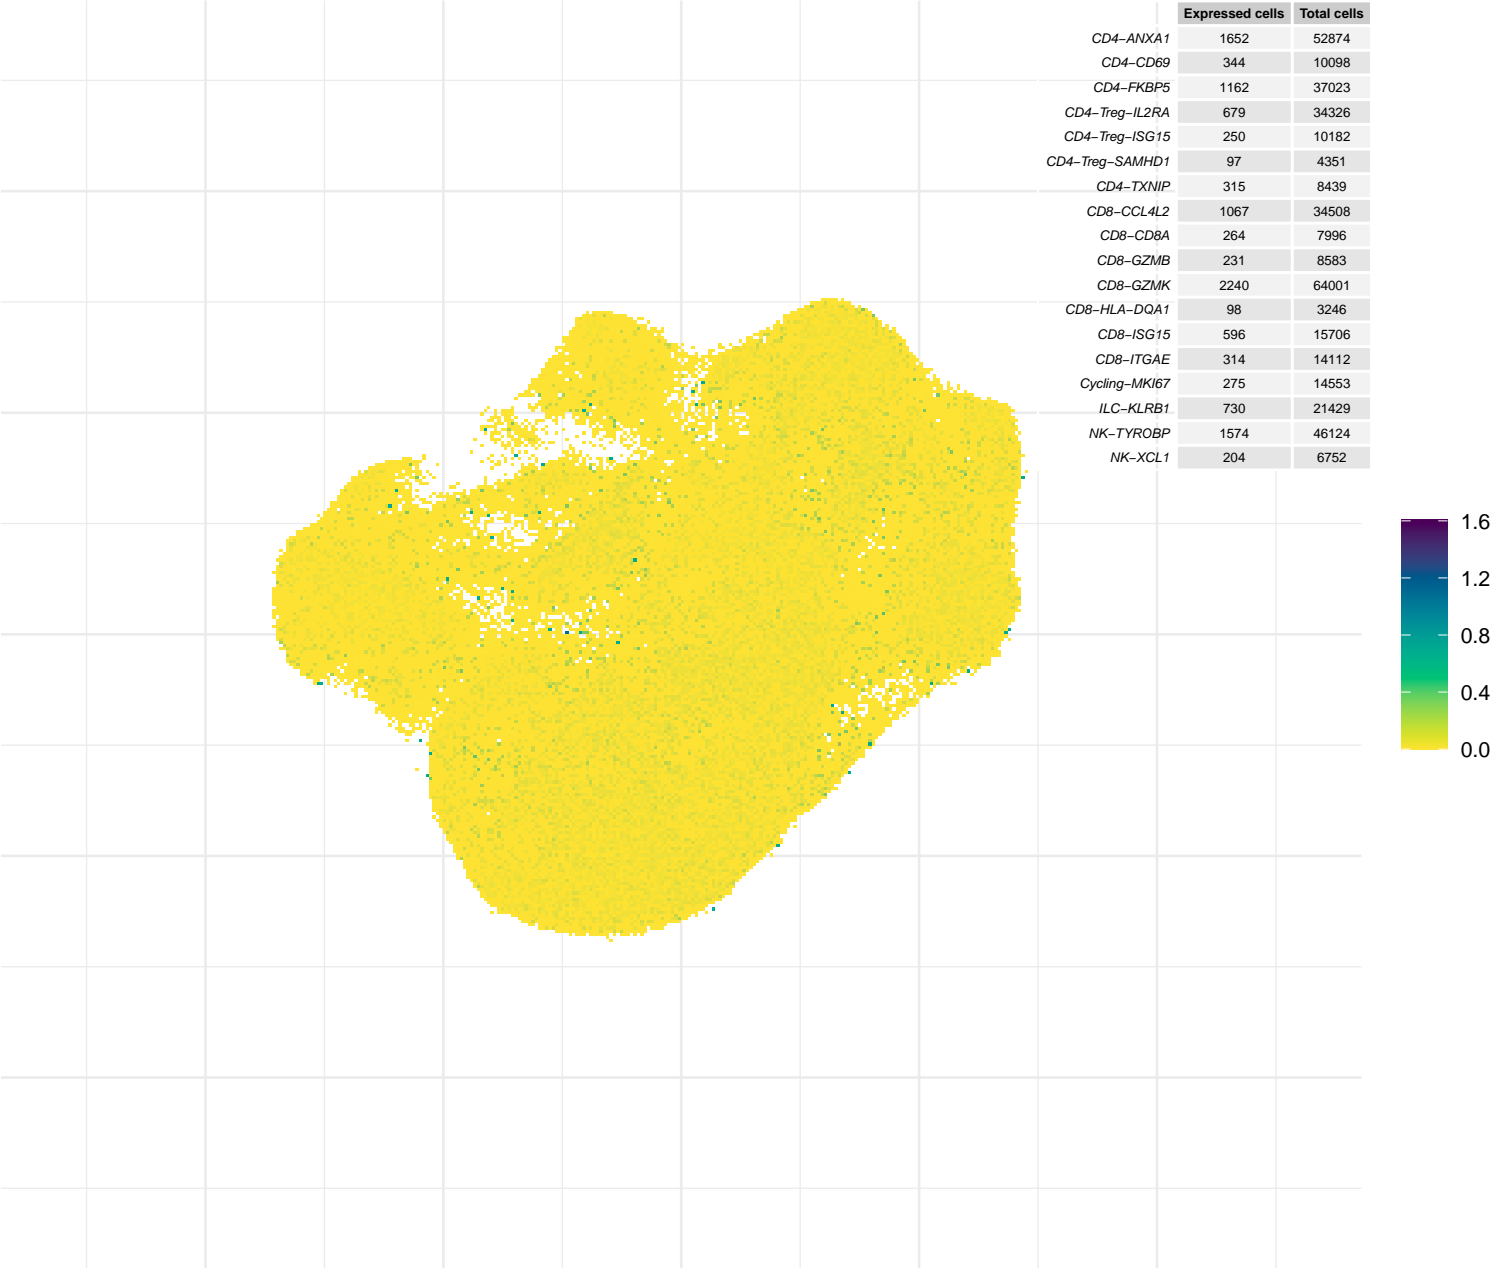 Expressed cells Total cells
CD4−ANXA1 1652 52874
CD4−CD69 344 10098
CD4−FKBP5 1162 37023
CD4−Treg−IL2RA 679 34326
CD4−Treg−ISG15 250 10182
CD4−Treg−SAMHD1 97 4351
CD4−TXNIP 315 8439
CD8−CCL4L2 1067 34508
CD8−CD8A 264 7996
CD8−GZMB 231 8583
CD8−GZMK 2240 64001
CD8−HLA−DQA1 98 3246
CD8−ISG15 596 15706
CD8−ITGAE 314 14112
Cycling−MKI67 275 14553
ILC−KLRB1 730 21429
NK−TYROBP 1574 46124
NK−XCL1 204 6752
1.6
1.2
0.8
0.4
0.0